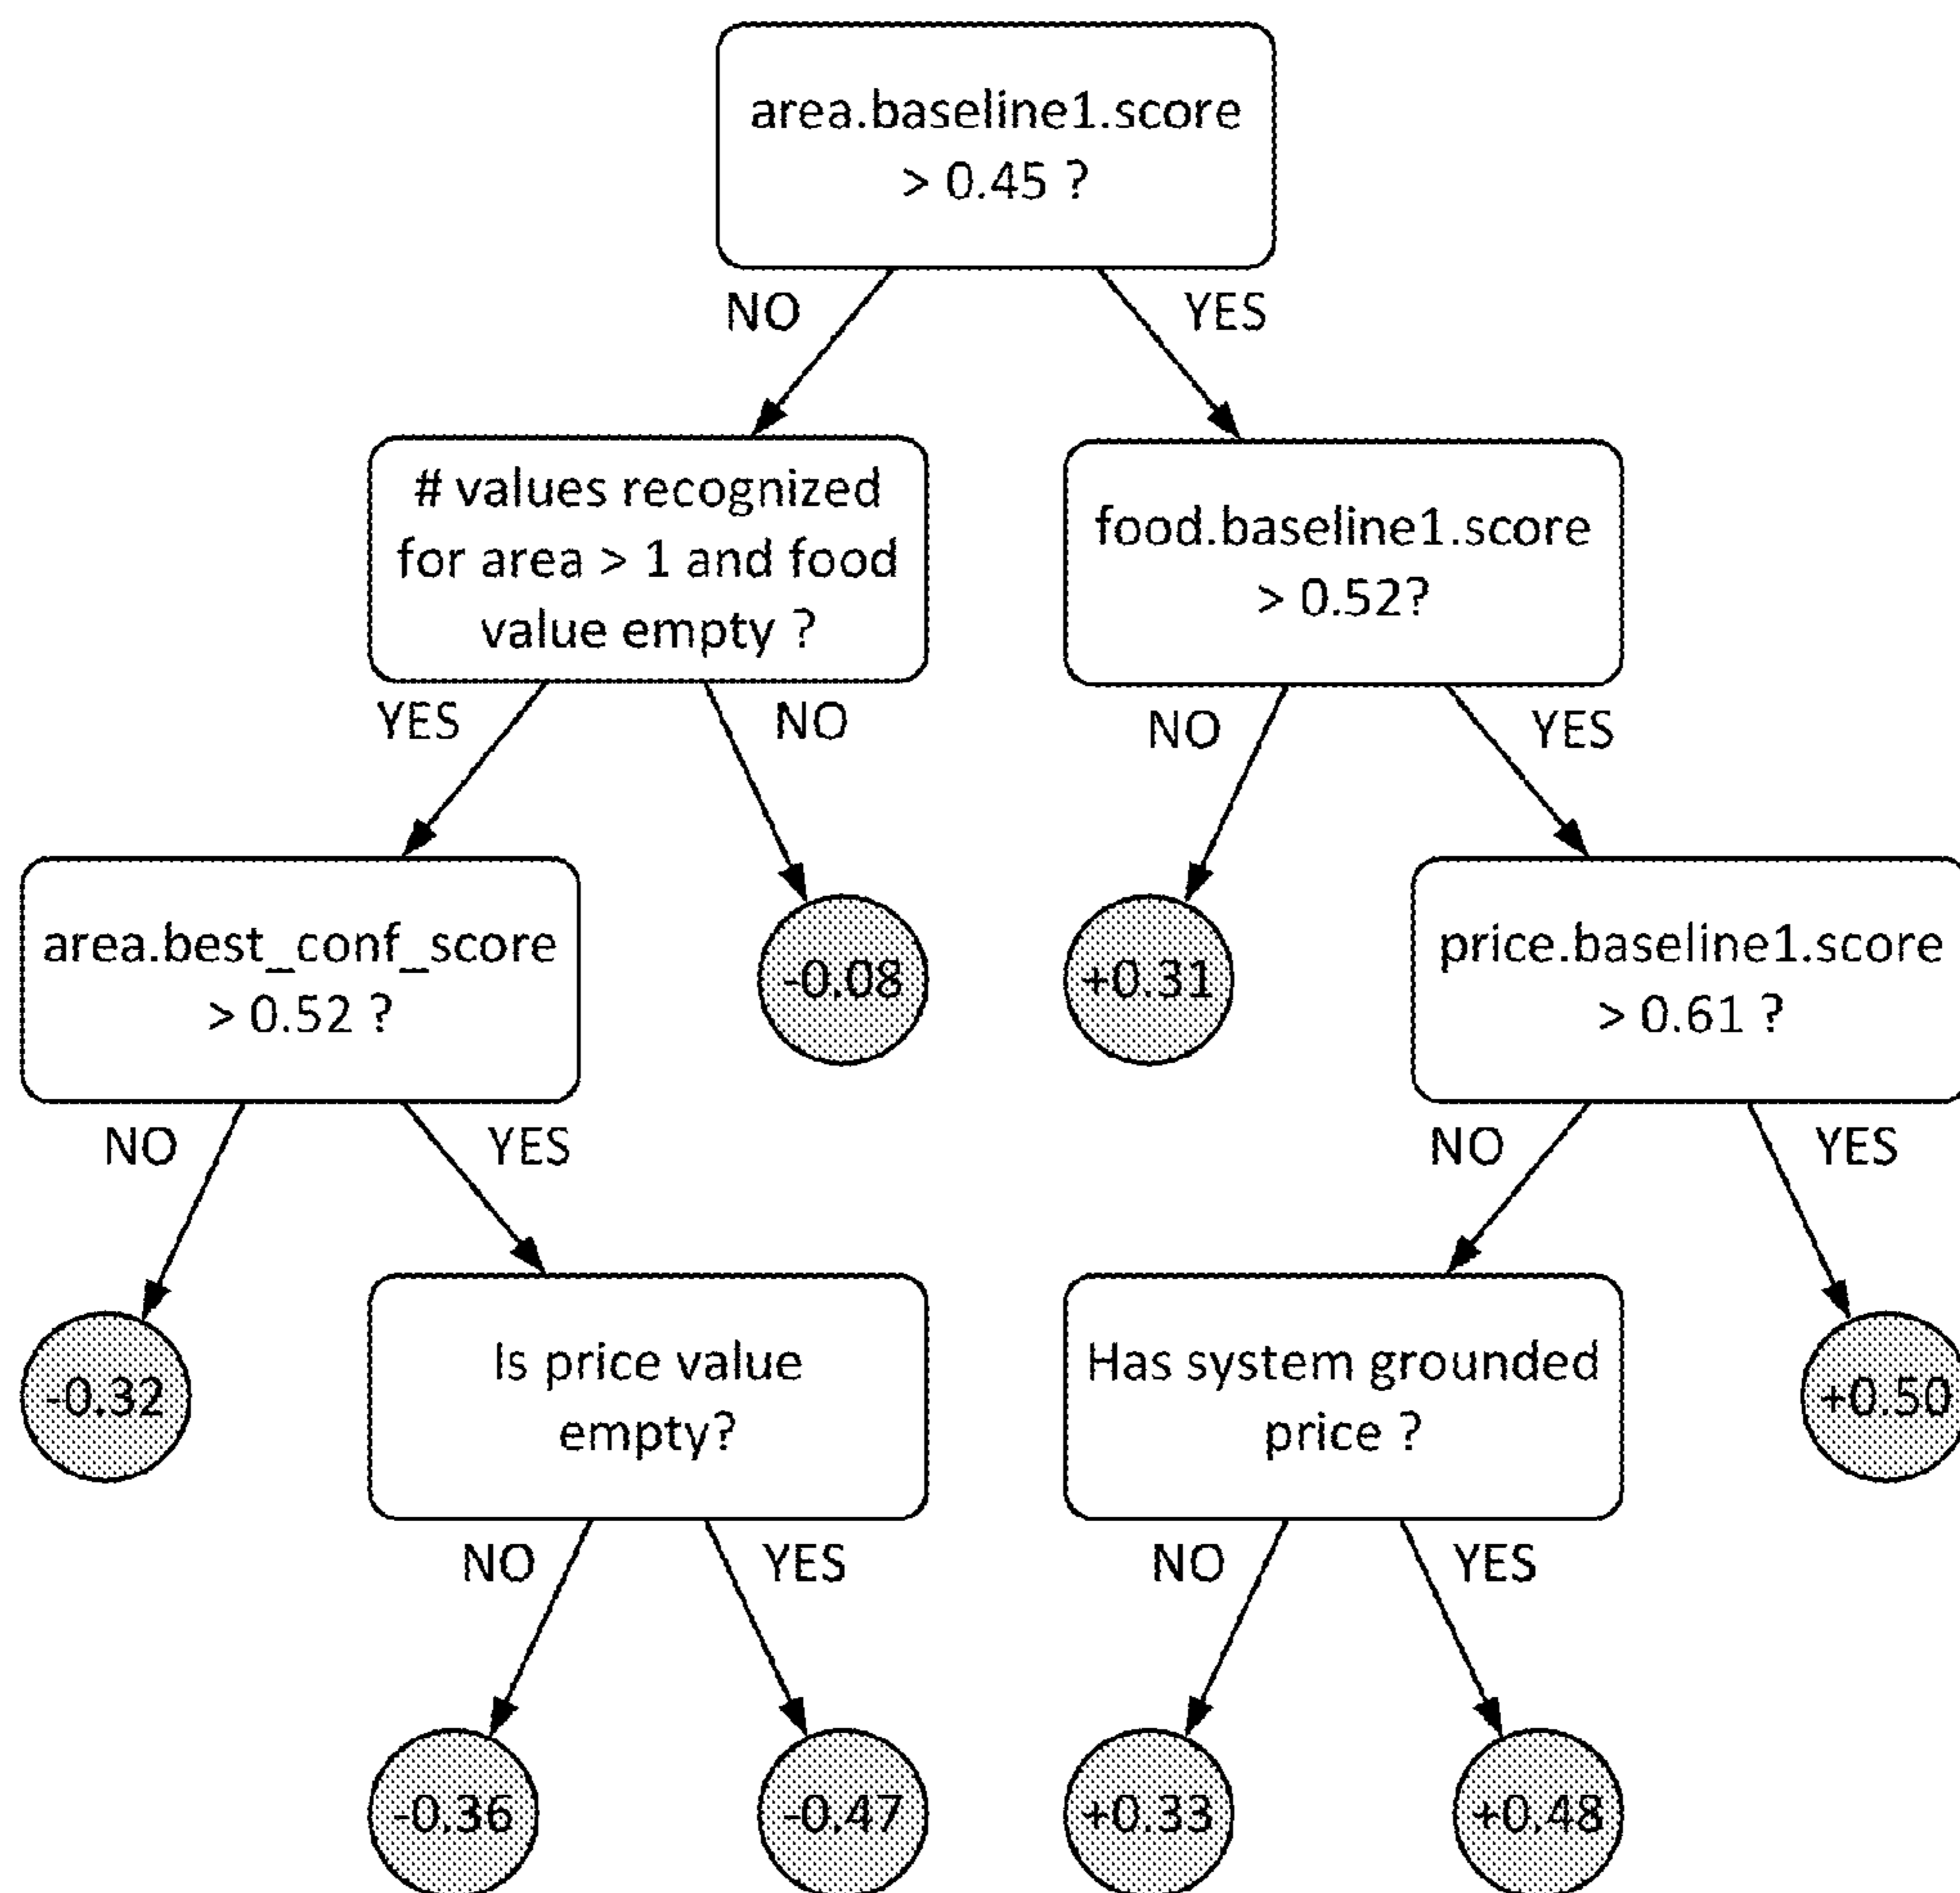 area.baseline1.score
> 0.45 ?
NO
YES
# values recognized
for area > 1 and food
value empty ?
food.baseline1.score
> 0.52?
YES
NO
NO
YES
area.best_conf_score
> 0.52 ?
-0.08
+0.31
price.baseline1.score
> 0.61 ?
NO
YES
NO
YES
-0.32
Is price value
empty?
Has system grounded
price ?
+0.50
NO
YES
NO
YES
-0.36
-0.47
+0.33
+0.48